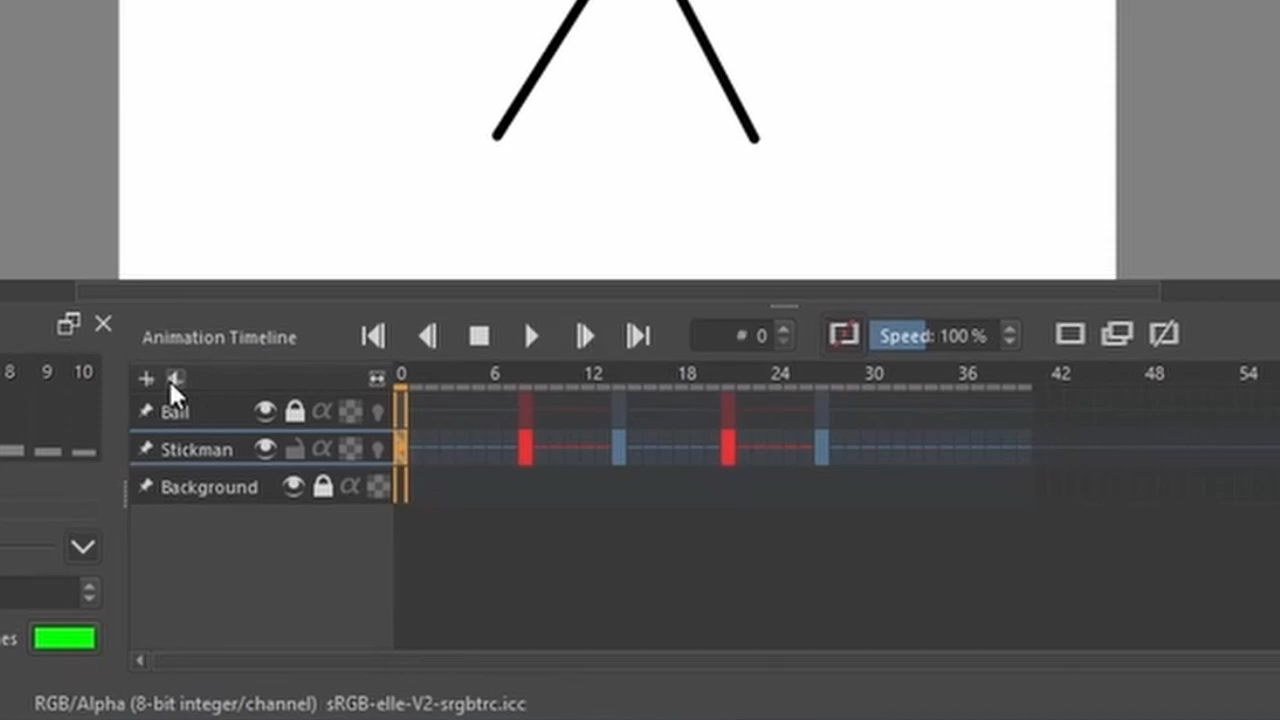 Animation Timeline # 0 Speed: 100 %
8 9 10 0 6 12 18 24 30 36 42 48 54
Ball α
Stickman α
Background α
es
RGB/Alpha (8-bit integer/channel) sRGB-elle-V2-srgbtrc.icc